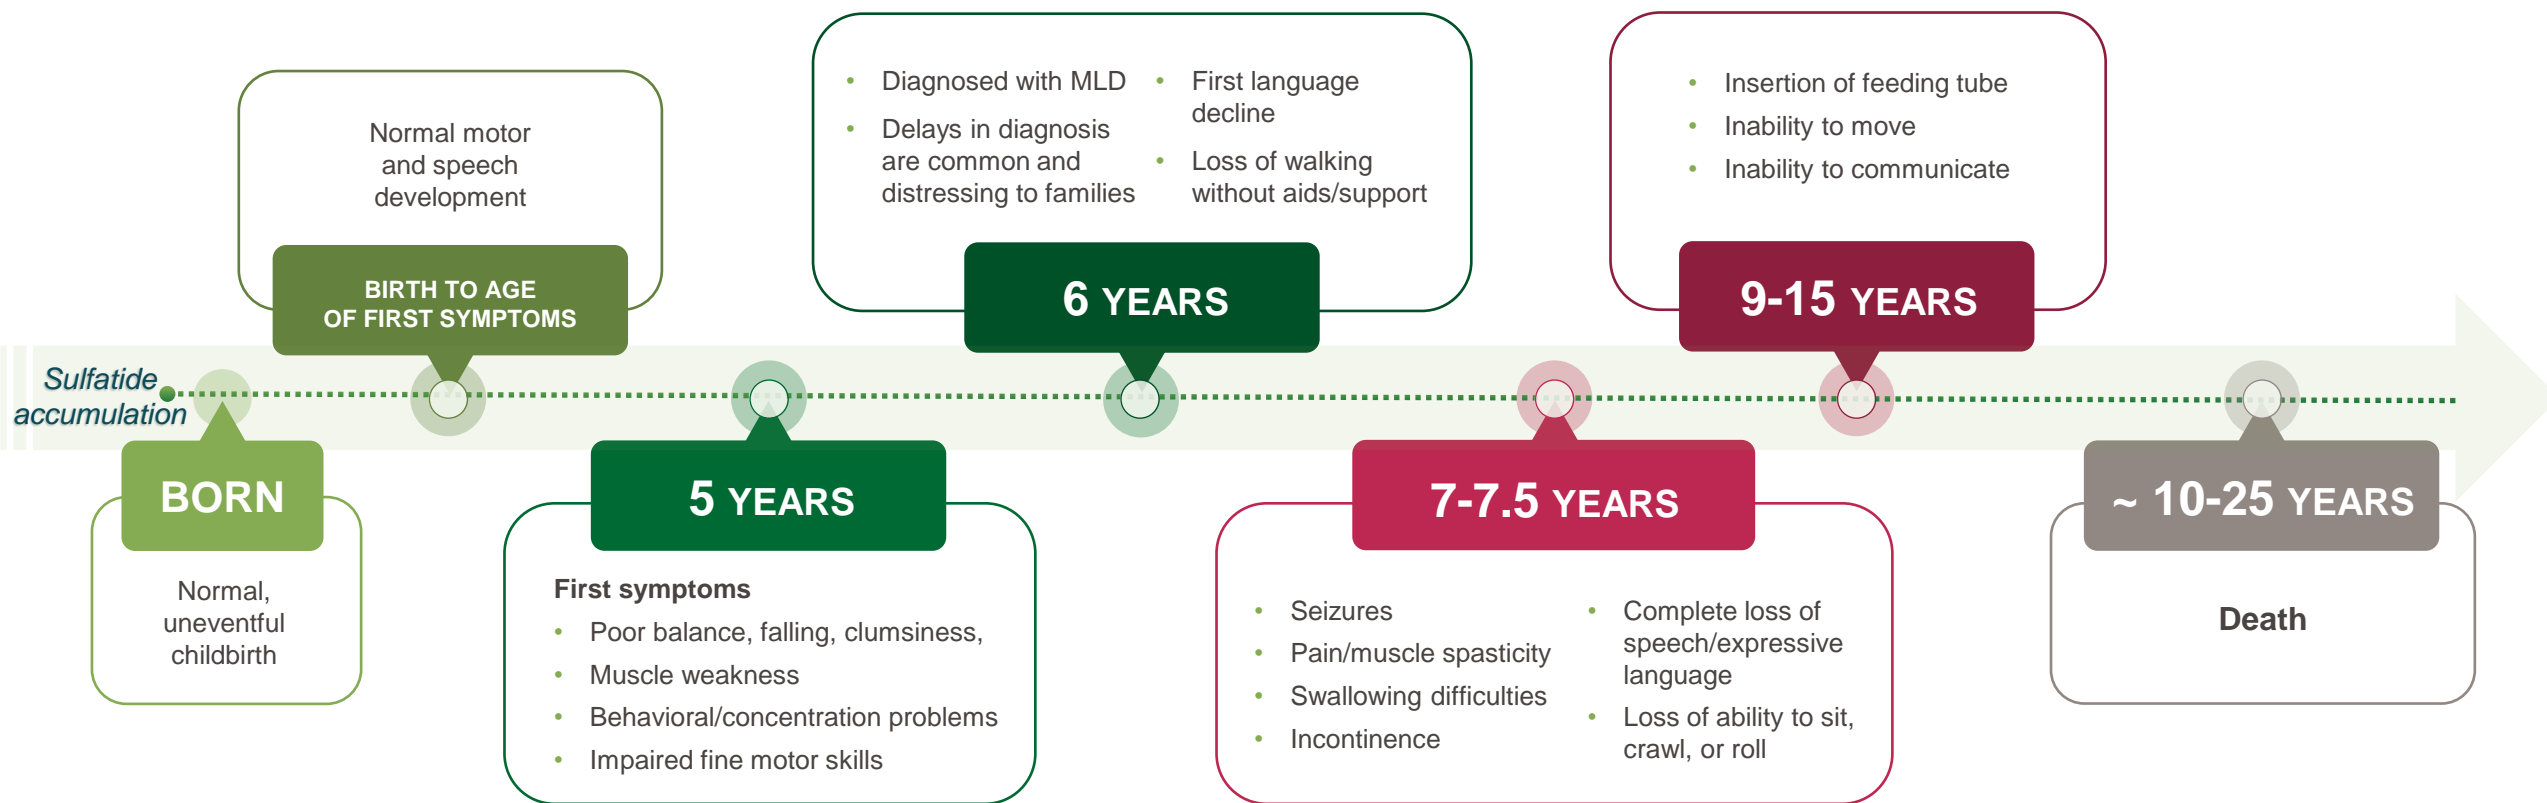 Sulfatide
accumulation
BORN
Normal,
uneventful
childbirth
Normal motor
and speech
development
BIRTH TO AGE
OF FIRST SYMPTOMS
5 YEARS
First symptoms
• Poor balance, falling, clumsiness,
• Muscle weakness
• Behavioral/concentration problems
• Impaired fine motor skills
• Diagnosed with MLD
• Delays in diagnosis
are common and
distressing to families
• First language
decline
• Loss of walking
without aids/support
6 YEARS
7-7.5 YEARS
• Seizures
• Pain/muscle spasticity
• Swallowing difficulties
• Incontinence
• Complete loss of
speech/expressive
language
• Loss of ability to sit,
crawl, or roll
• Insertion of feeding tube
• Inability to move
• Inability to communicate
9-15 YEARS
~ 10-25 YEARS
Death